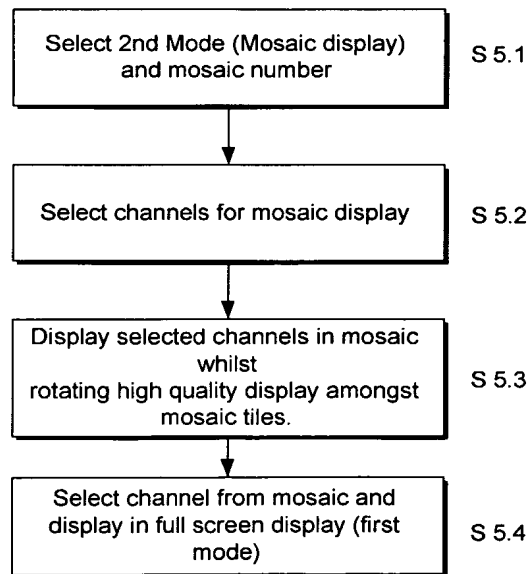 Select 2nd Mode (Mosaic display)
and mosaic number
S 5.1
Select channels for mosaic display
S 5.2
Display selected channels in mosaic
whilst
rotating high quality display amongst
mosaic tiles.
S 5.3
Select channel from mosaic and
display in full screen display (first
mode)
S 5.4